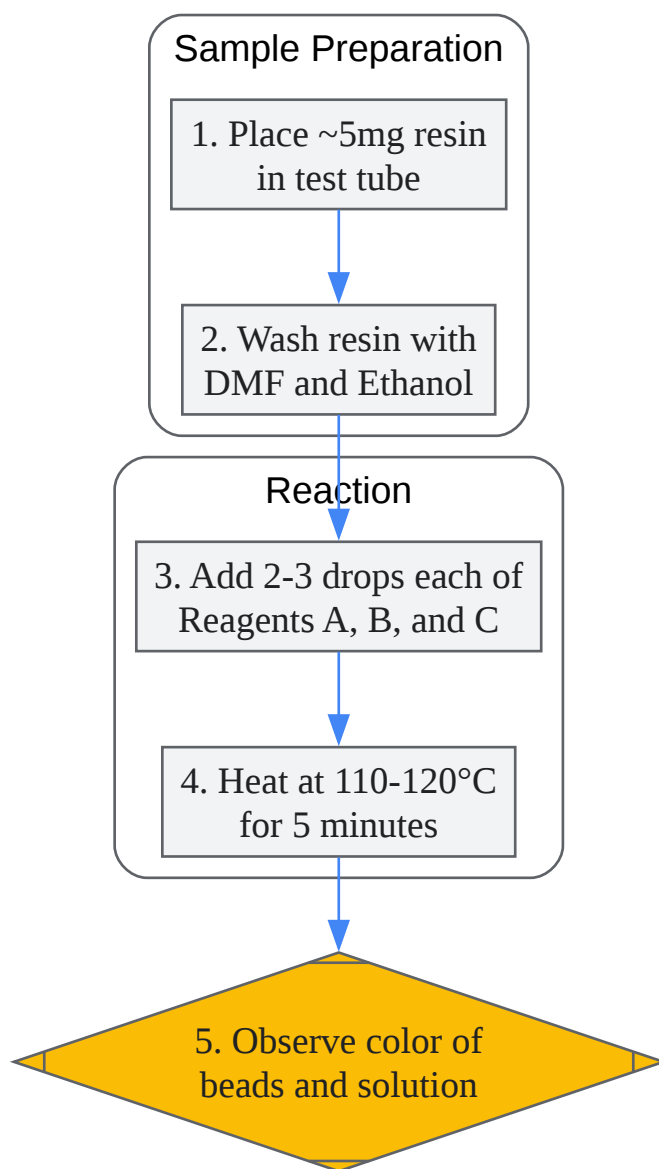 Sample Preparation
1. Place ~5mg resin
in test tube
2. Wash resin with
DMF and Ethanol
Reaction
3. Add 2-3 drops each of
Reagents A, B, and C
4. Heat at 110-120°C
for 5 minutes
5. Observe color of
beads and solution